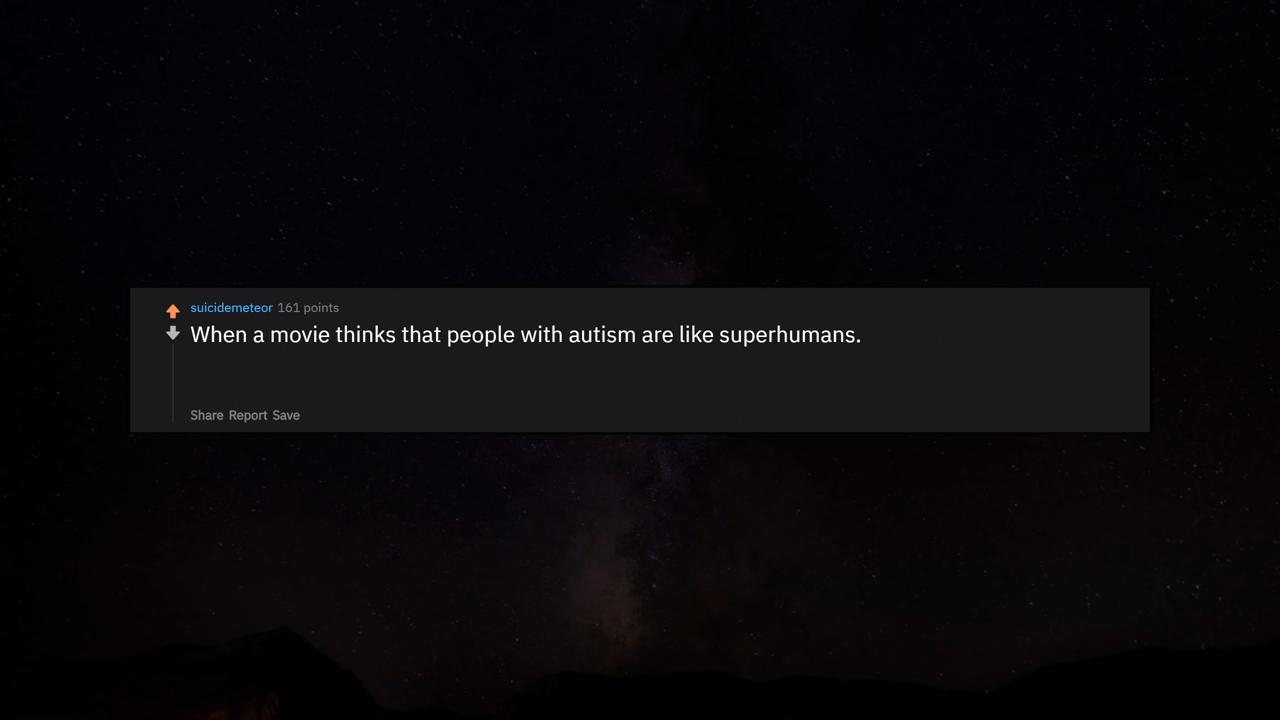 suicidemeteor 161 points
When a movie thinks that people with autism are like superhumans.
Share Report Save